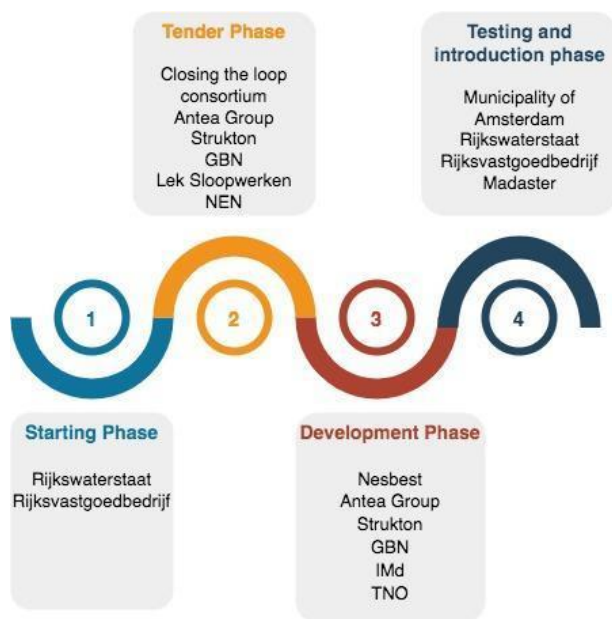 Tender Phase
Closing the loop
consortium
Antea Group
Strukton
GBN
Lek Sloopwerken
NEN
Testing and
introduction phase
Municipality of
Amsterdam
Rijkswaterstaat
Rijksvastgoedbedrijf
Madaster
1
2
3
4
Starting Phase
Rijkswaterstaat
Rijksvastgoedbedrijf
Development Phase
Nesbest
Antea Group
Strukton
GBN
IMd
TNO